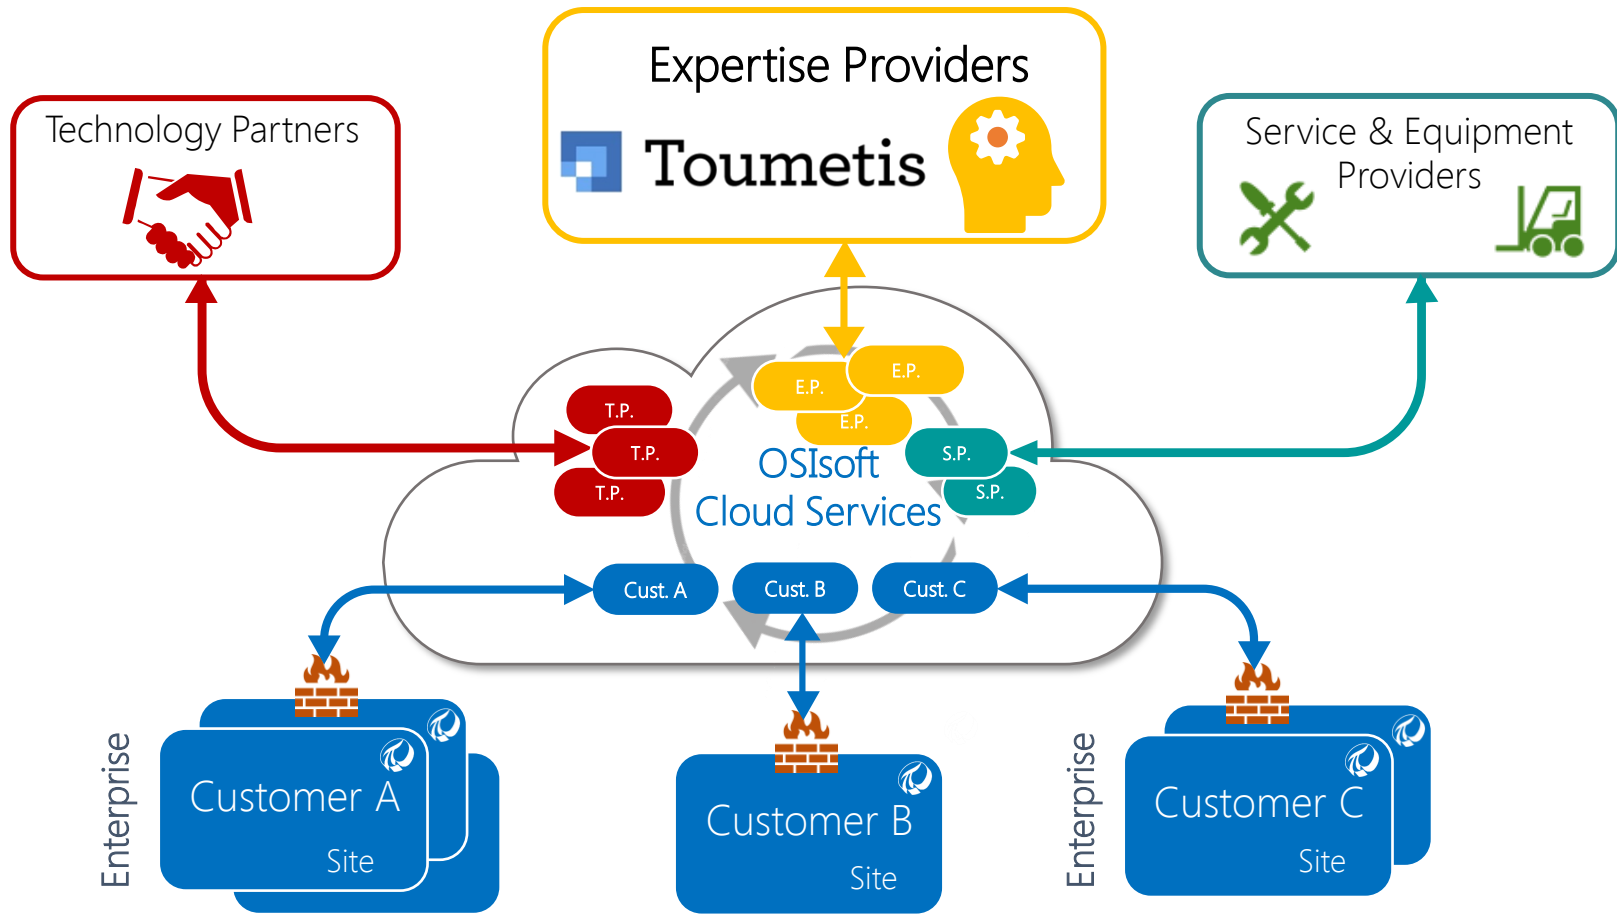 Expertise Providers
Toumetis
Technology Partners
Service & Equipment
Providers
E.P.
E.P.
E.P.
T.P.
T.P.
T.P.
S.P.
S.P.
OSIsoft
Cloud Services
Cust. A
Cust. B
Cust. C
Enterprise
Customer A
Site
Customer B
Site
Enterprise
Customer C
Site